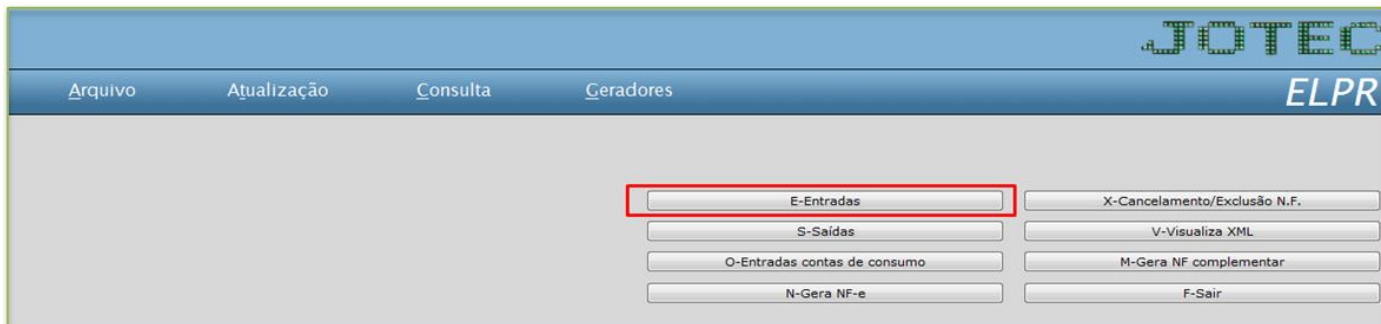 JOTEC
Arquivo Atualização Consulta Geradores ELPR
E-Entradas X-Cancelamento/Exclusão N.F.
S-Saídas V-Visualiza XML
O-Entradas contas de consumo M-Gera NF complementar
N-Gera NF-e F-Sair